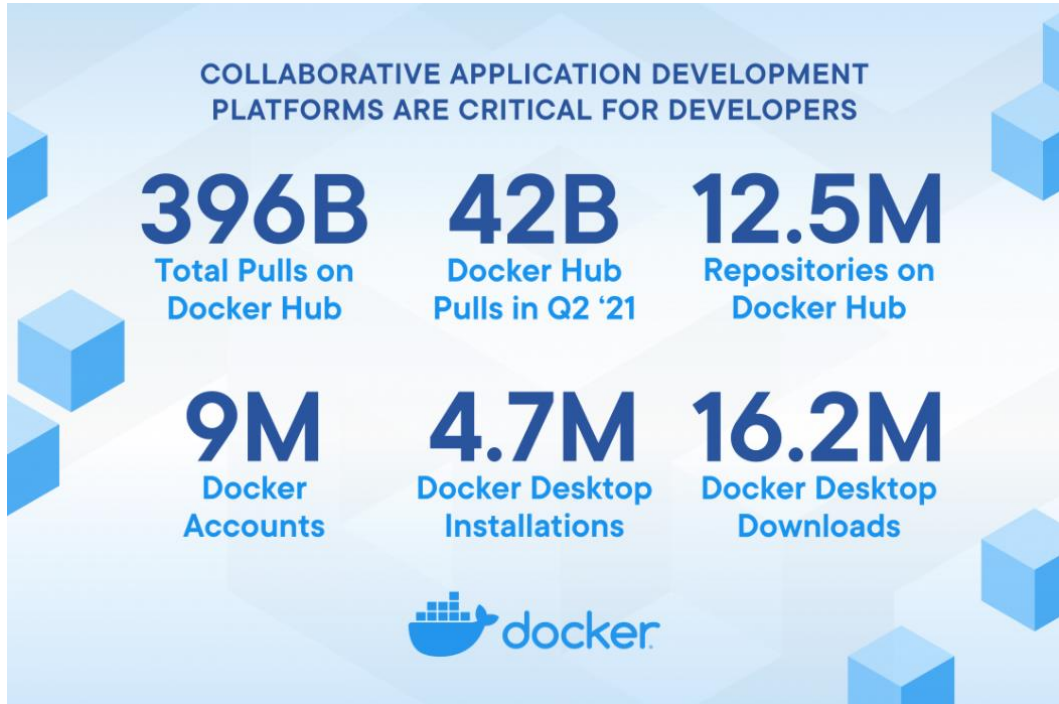 COLLABORATIVE APPLICATION DEVELOPMENT
PLATFORMS ARE CRITICAL FOR DEVELOPERS
396B
Total Pulls on
Docker Hub
42B
Docker Hub
Pulls in Q2 ‘21
12.5M
Repositories on
Docker Hub
9M
Docker
Accounts
4.7M
Docker Desktop
Installations
16.2M
Docker Desktop
Downloads
docker